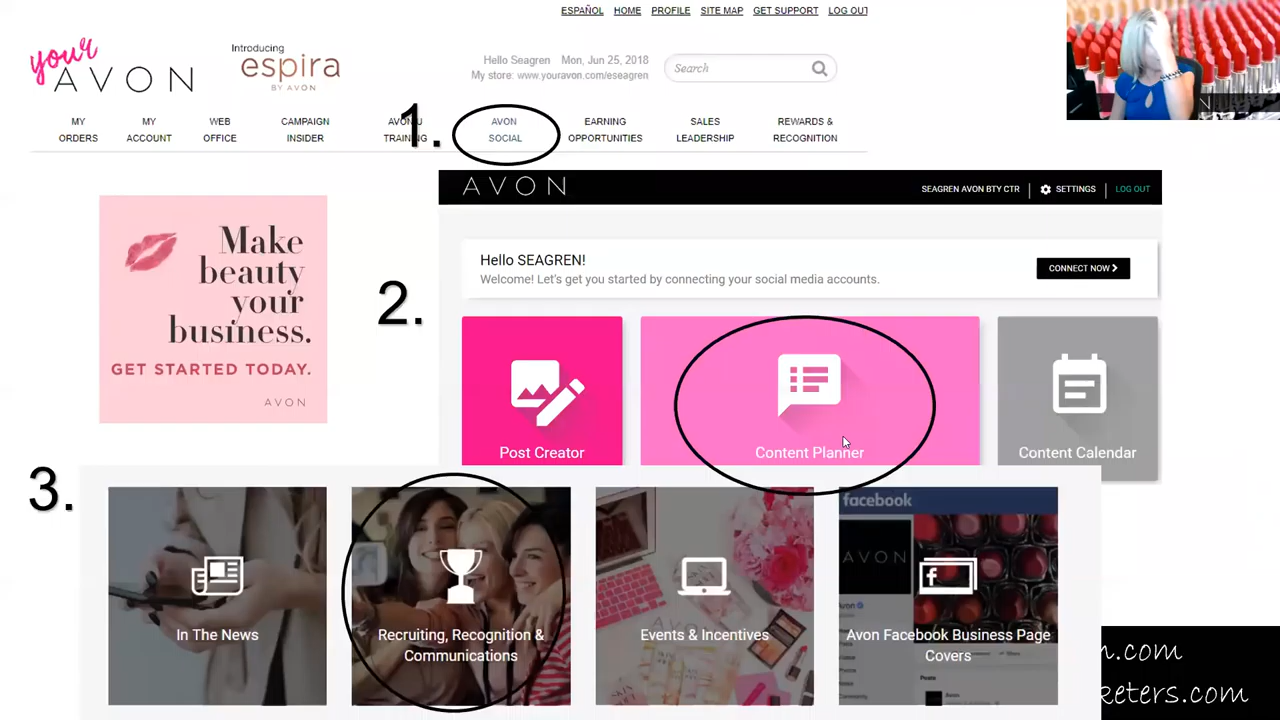 ESPAÑOL HOME PROFILE SITE MAP GET SUPPORT LOG OUT
your
AVON
Introducing
espira
BY AVON
Hello Seagren Mon, Jun 25, 2018
My store: www.youravon.com/eseagren
Search
1.
MY ORDERS
MY ACCOUNT
WEB OFFICE
CAMPAIGN INSIDER
AVON SOCIAL
EARNING OPPORTUNITIES
SALES LEADERSHIP
REWARDS & RECOGNITION
AVON
SEAGREN AVON BTY CTR
SETTINGS
LOG OUT
Make
beauty
your
business.
GET STARTED TODAY.
AVON
2.
Hello SEAGREN!
Welcome! Let's get you started by connecting your social media accounts.
CONNECT NOW
Post Creator
Content Planner
Content Calendar
3.
In The News
Recruiting, Recognition &
Communications
Events & Incentives
facebook
AVON
Avon
Avon Facebook Business Page
Covers
Posts
Avon
.com
keters.com